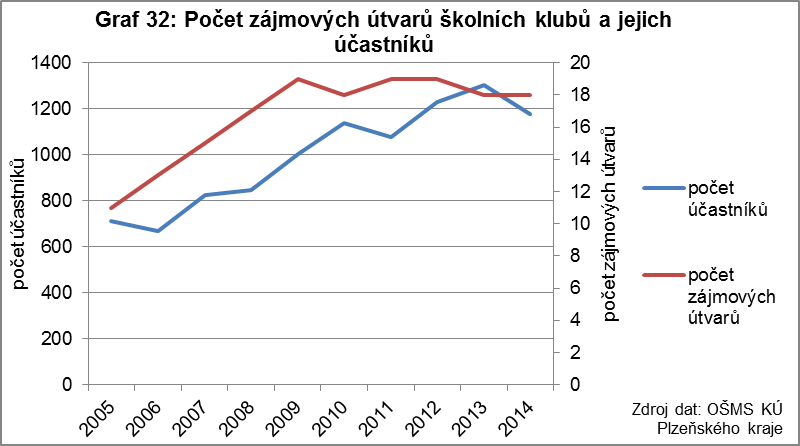 Graf 32: Počet zájmových útvarů školních klubů a jejich
účastníků
počet účastníků
1400
1200
1000
800
600
400
200
0
20
18
16
14
12
10
8
6
4
2
0
počet zájmových útvarů
2005
2006
2007
2008
2009
2010
2011
2012
2013
2014
počet
účastníků
počet
zájmových
útvarů
Zdroj dat: OŠMS KÚ
Plzeňského kraje